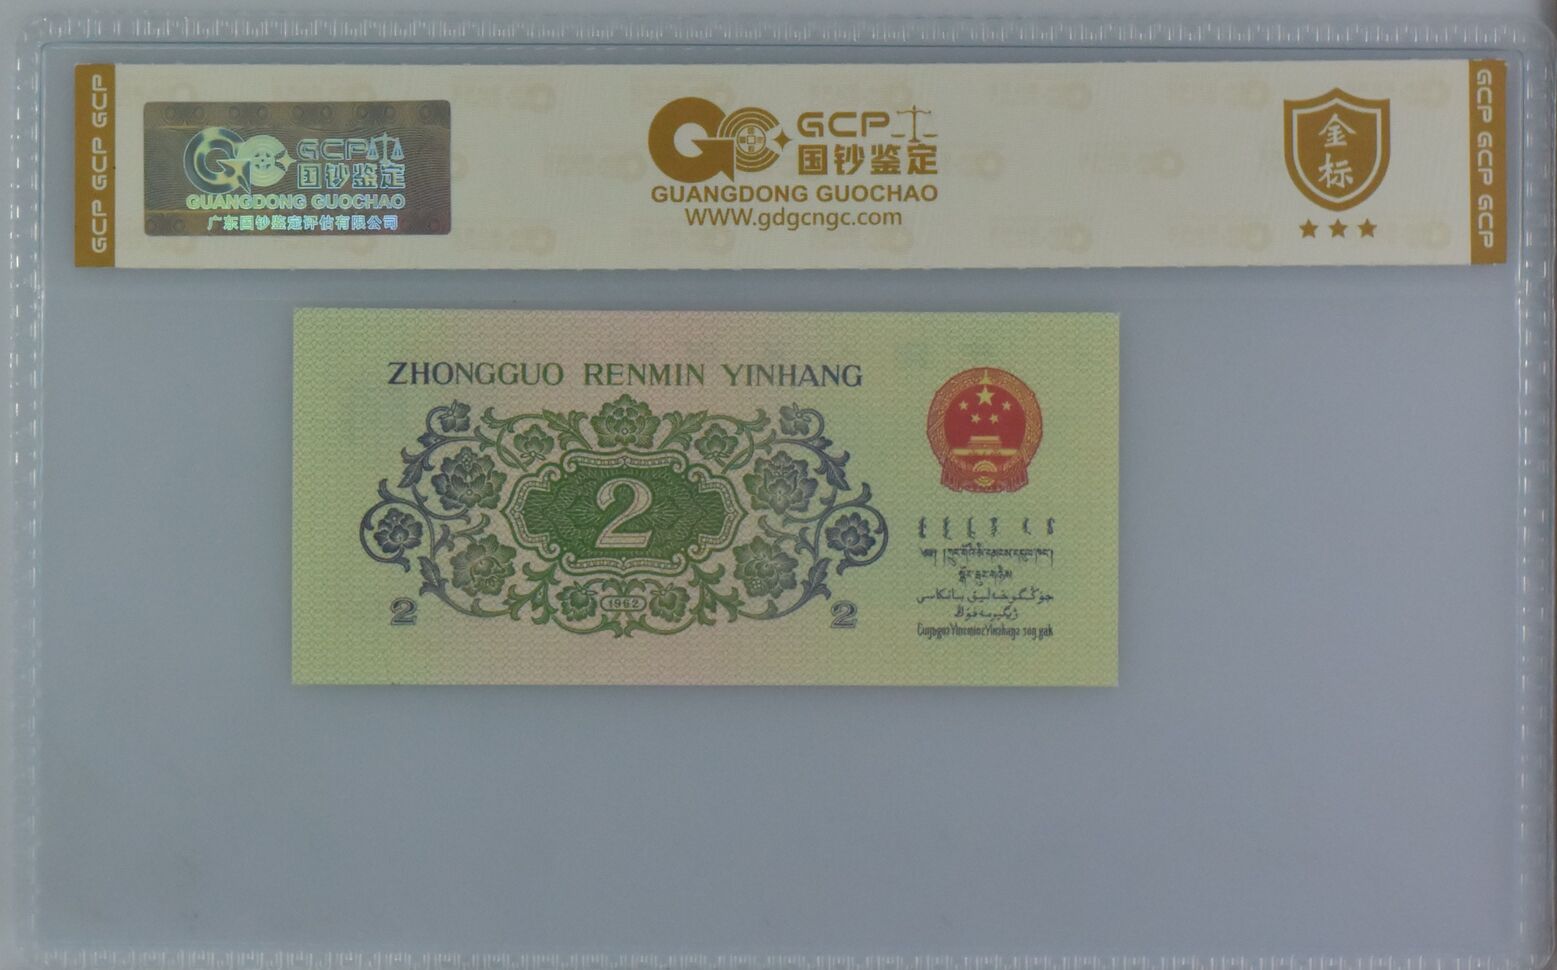 GCP GCP GCP
GCP 国钞鉴定
GUANGDONG GUOCHAO
广东国钞鉴定评估有限公司
GCP
国钞鉴定
GUANGDONG GUOCHAO
WWW.gdgcngc.com
金标
GCP GCP GCP
ZHONGGUO RENMIN YINHANG
2
2
1962
2